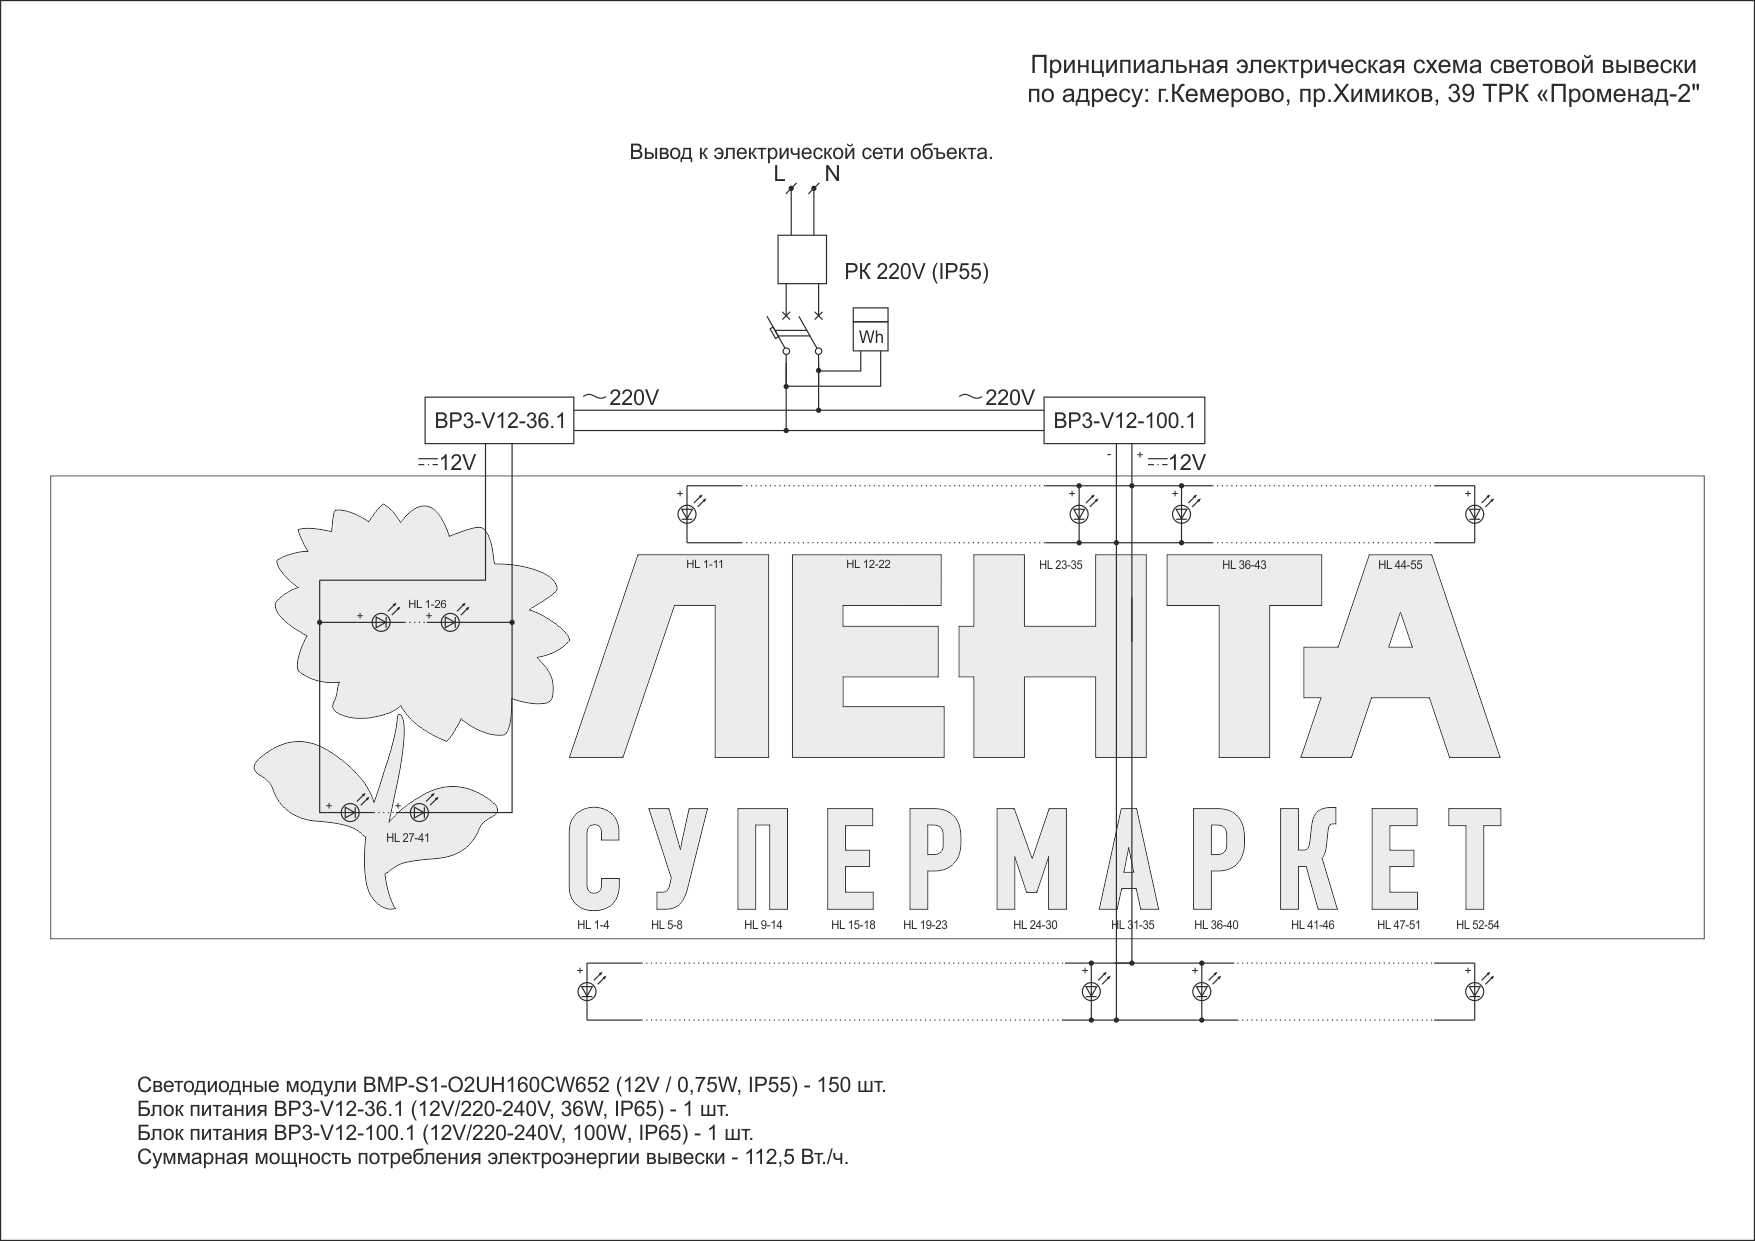 Принципиальная электрическая схема световой вывески
по адресу: г.Кемерово, пр.Химиков, 39 ТРК «Променад-2"
Вывод к электрической сети объекта.
L N
РК 220V (IP55)
Wh
220V 220V
BP3-V12-36.1 BP3-V12-100.1
12V - + 12V
+ + + +
ЛЕНТА
HL 1-11 HL 12-22 HL 23-35 HL 36-43 HL 44-55
HL 1-26
+ +
+ +
HL 27-41
СУПЕРМАРКЕТ
HL 1-4 HL 5-8 HL 9-14 HL 15-18 HL 19-23 HL 24-30 HL 31-35 HL 36-40 HL 41-46 HL 47-51 HL 52-54
+ + + +
Светодиодные модули BMP-S1-O2UH160CW652 (12V / 0,75W, IP55) - 150 шт.
Блок питания BP3-V12-36.1 (12V/220-240V, 36W, IP65) - 1 шт.
Блок питания BP3-V12-100.1 (12V/220-240V, 100W, IP65) - 1 шт.
Суммарная мощность потребления электроэнергии вывески - 112,5 Вт./ч.